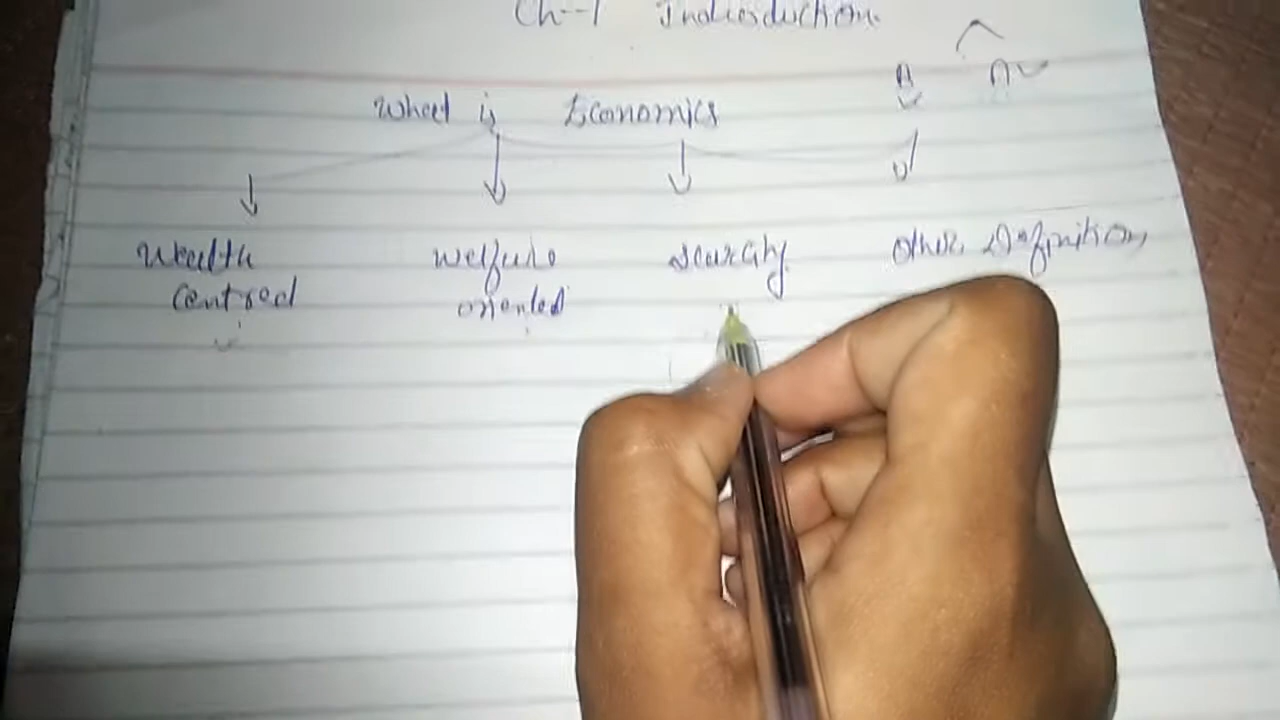 Ch-1 Introduction
What is Economics
Wealth centred
welfare oriented
scarcity
other Definition